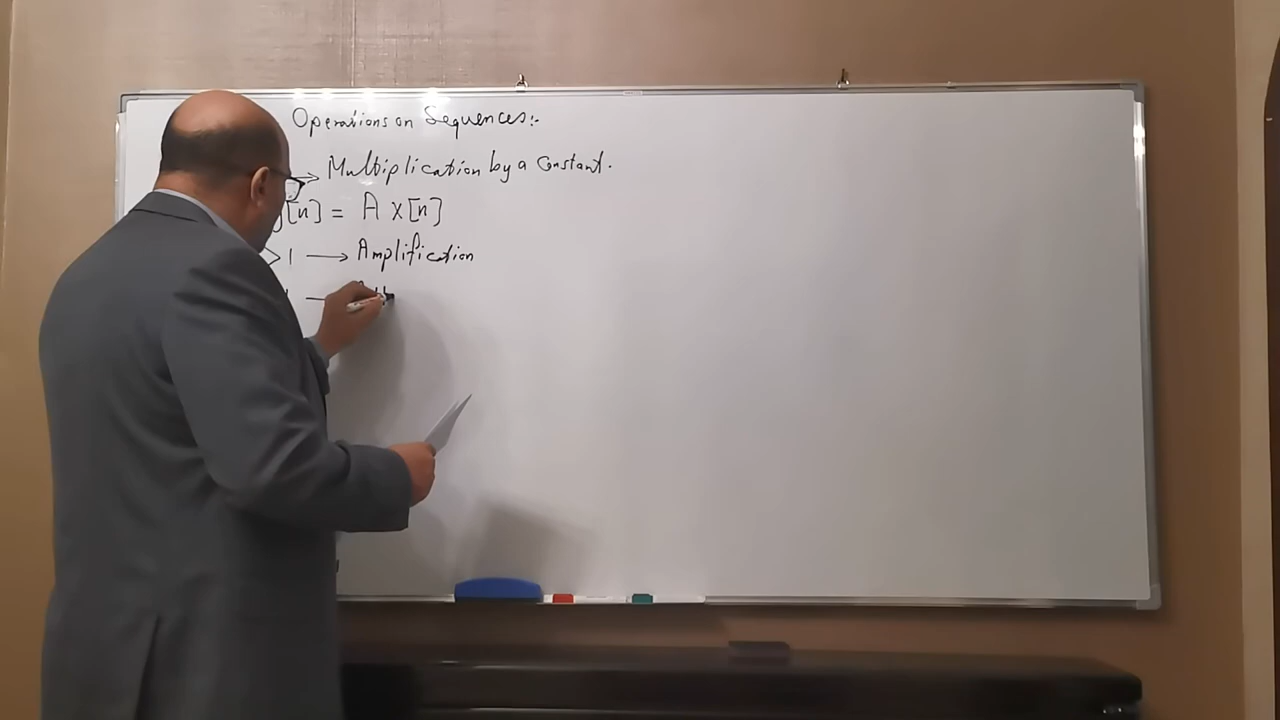 Operations on Sequences:-
→ Multiplication by a Constant.
[n] = A x[n]
> 1 → Amplification